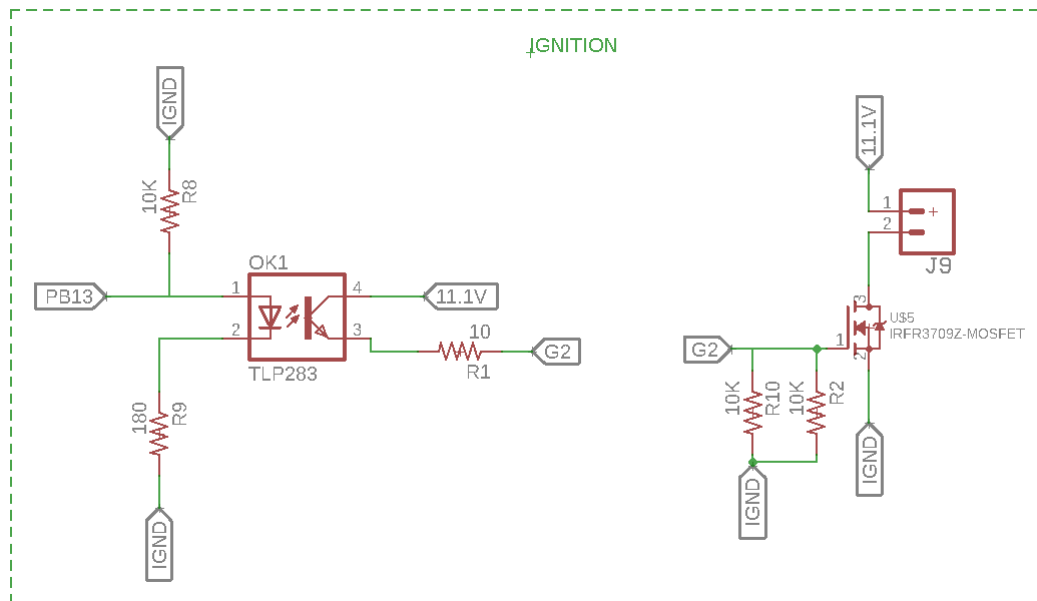 IGNITION
IGND
10K
R8
PB13
OK1
1
2
4
3
TLP283
11.1V
10
R1
G2
180
R9
IGND
11.1V
1
2
+
J9
3
1
2
U$5
IRFR3709Z-MOSFET
G2
10K
R10
10K
R2
IGND
IGND